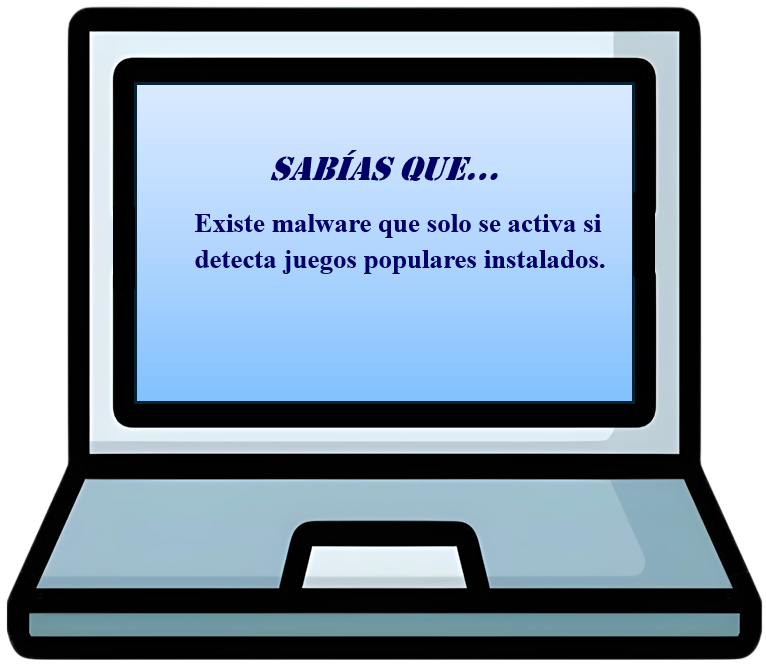 SABÍAS QUE...
Existe malware que solo se activa si
detecta juegos populares instalados.